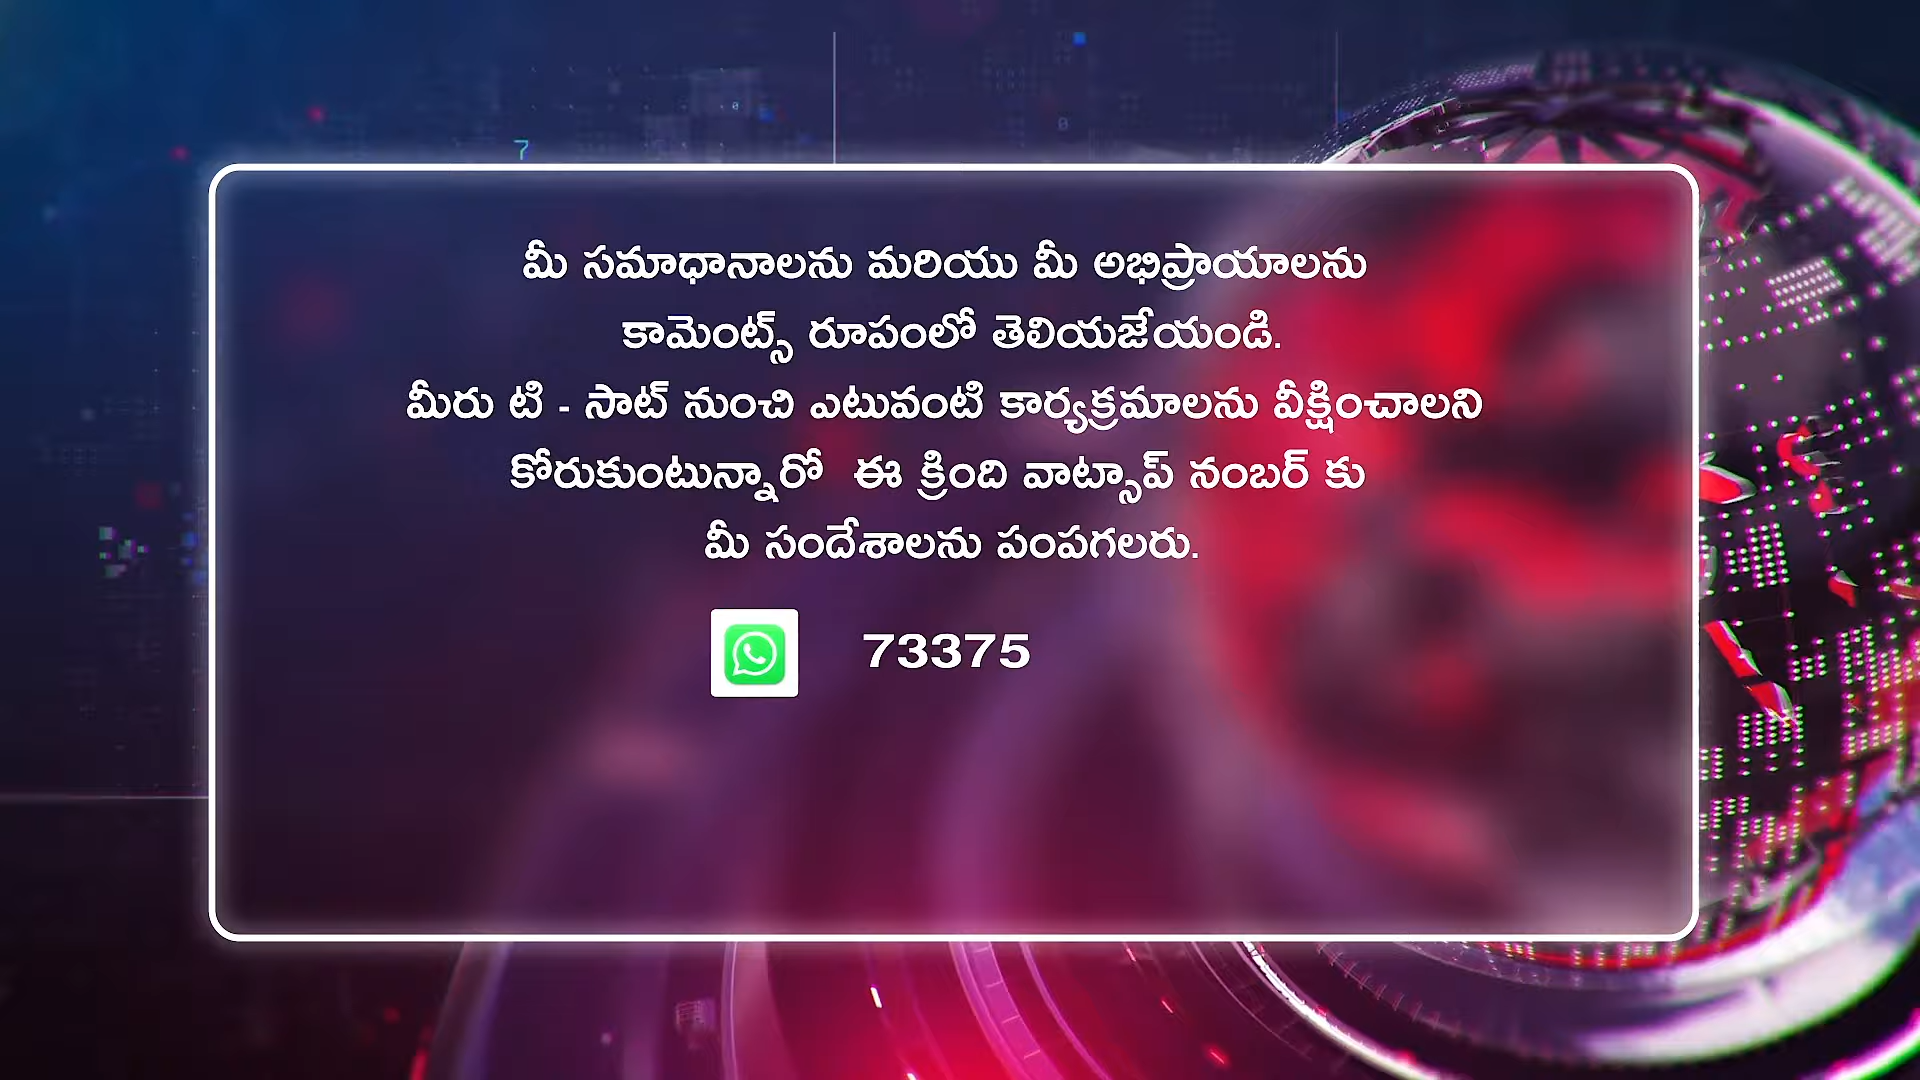 మీ సమాధానాలను మరియు మీ అభిప్రాయాలను
కామెంట్స్ రూపంలో తెలియజేయండి.
మీరు టి - సాట్ నుంచి ఎటువంటి కార్యక్రమాలను వీక్షించాలని
కోరుకుంటున్నారో ఈ క్రింది వాట్సాప్ నంబర్ కు
మీ సందేశాలను పంపగలరు.
73375